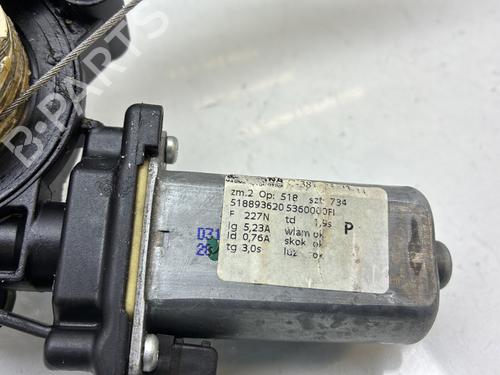 zm.2 Op: 518 szt: 734
518893620 5360000FI
F 227N td 1,9s P
Ig 5,23A wlam ok
Id 0,76A skok ok
tg 3,0s luz ok
B-PARTS